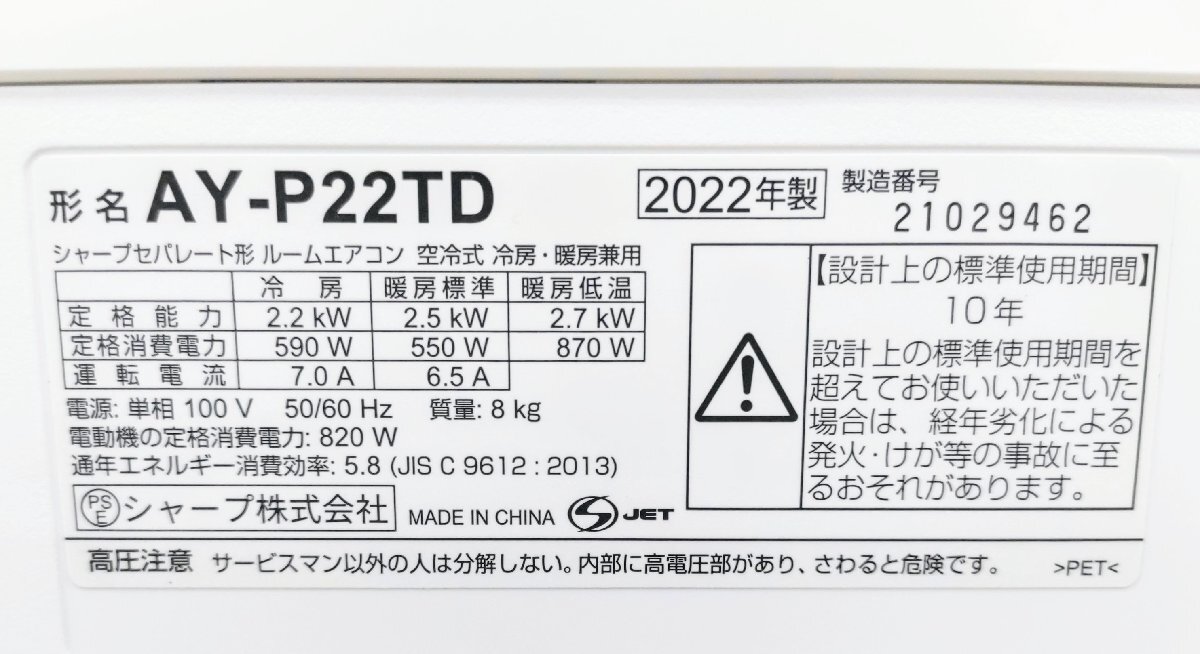 形名 AY-P22TD
2022年製 製造番号
21029462
シャープセパレート形 ルームエアコン 空冷式 冷房・暖房兼用
冷房 暖房標準 暖房低温
定格能力 2.2 kW 2.5 kW 2.7 kW
定格消費電力 590 W 550 W 870 W
運転電流 7.0 A 6.5 A
電源: 単相 100 V 50/60 Hz 質量: 8 kg
電動機の定格消費電力: 820 W
通年エネルギー消費効率: 5.8 (JIS C 9612 : 2013)
PSE シャープ株式会社 MADE IN CHINA S JET
【設計上の標準使用期間】
10年
設計上の標準使用期間を
超えてお使いいただいた
場合は、経年劣化による
発火・けが等の事故に至
るおそれがあります。
高圧注意 サービスマン以外の人は分解しない。内部に高電圧部があり、さわると危険です。 >PET<